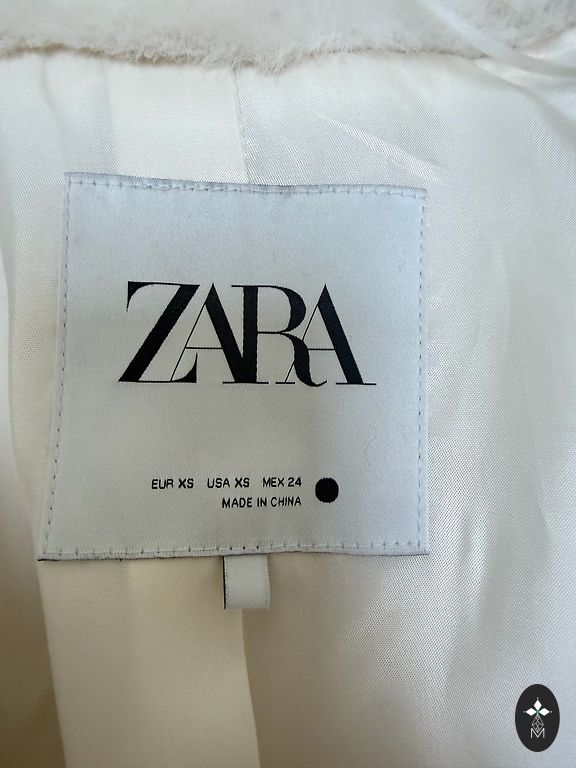 ZARA
EUR XS USA XS MEX 24
MADE IN CHINA
M